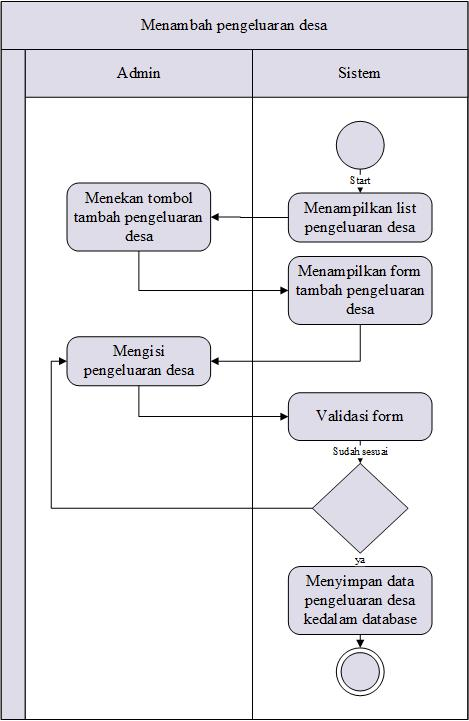 Menambah pengeluaran desa
Admin
Sistem
Start
Menampilkan list
pengeluaran desa
Menekan tombol
tambah pengeluaran
desa
Menampilkan form
tambah pengeluaran
desa
Mengisi
pengeluaran desa
Validasi form
Sudah sesuai
ya
Menyimpan data
pengeluaran desa
kedalam database